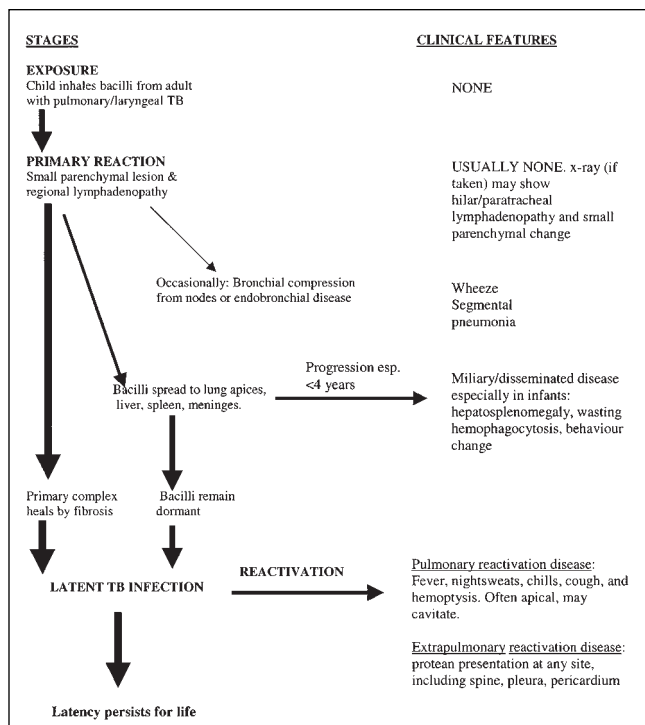 STAGES
CLINICAL FEATURES
EXPOSURE
Child inhales bacilli from adult
with pulmonary/laryngeal TB
NONE
PRIMARY REACTION
Small parenchymal lesion &
regional lymphadenopathy
USUALLY NONE. x-ray (if
taken) may show
hilar/paratracheal
lymphadenopathy and small
parenchymal change
Occasionally: Bronchial compression
from nodes or endobronchial disease
Wheeze
Segmental
pneumonia
Progression esp.
<4 years
Bacilli spread to lung apices,
liver, spleen, meninges.
Miliary/disseminated disease
especially in infants:
hepatosplenomegaly, wasting
hemophagocytosis, behaviour
change
Primary complex
heals by fibrosis
Bacilli remain
dormant
LATENT TB INFECTION
REACTIVATION
Pulmonary reactivation disease:
Fever, nightsweats, chills, cough, and
hemoptysis. Often apical, may
cavitate.
Extrapulmonary reactivation disease:
protean presentation at any site,
including spine, pleura, pericardium
Latency persists for life